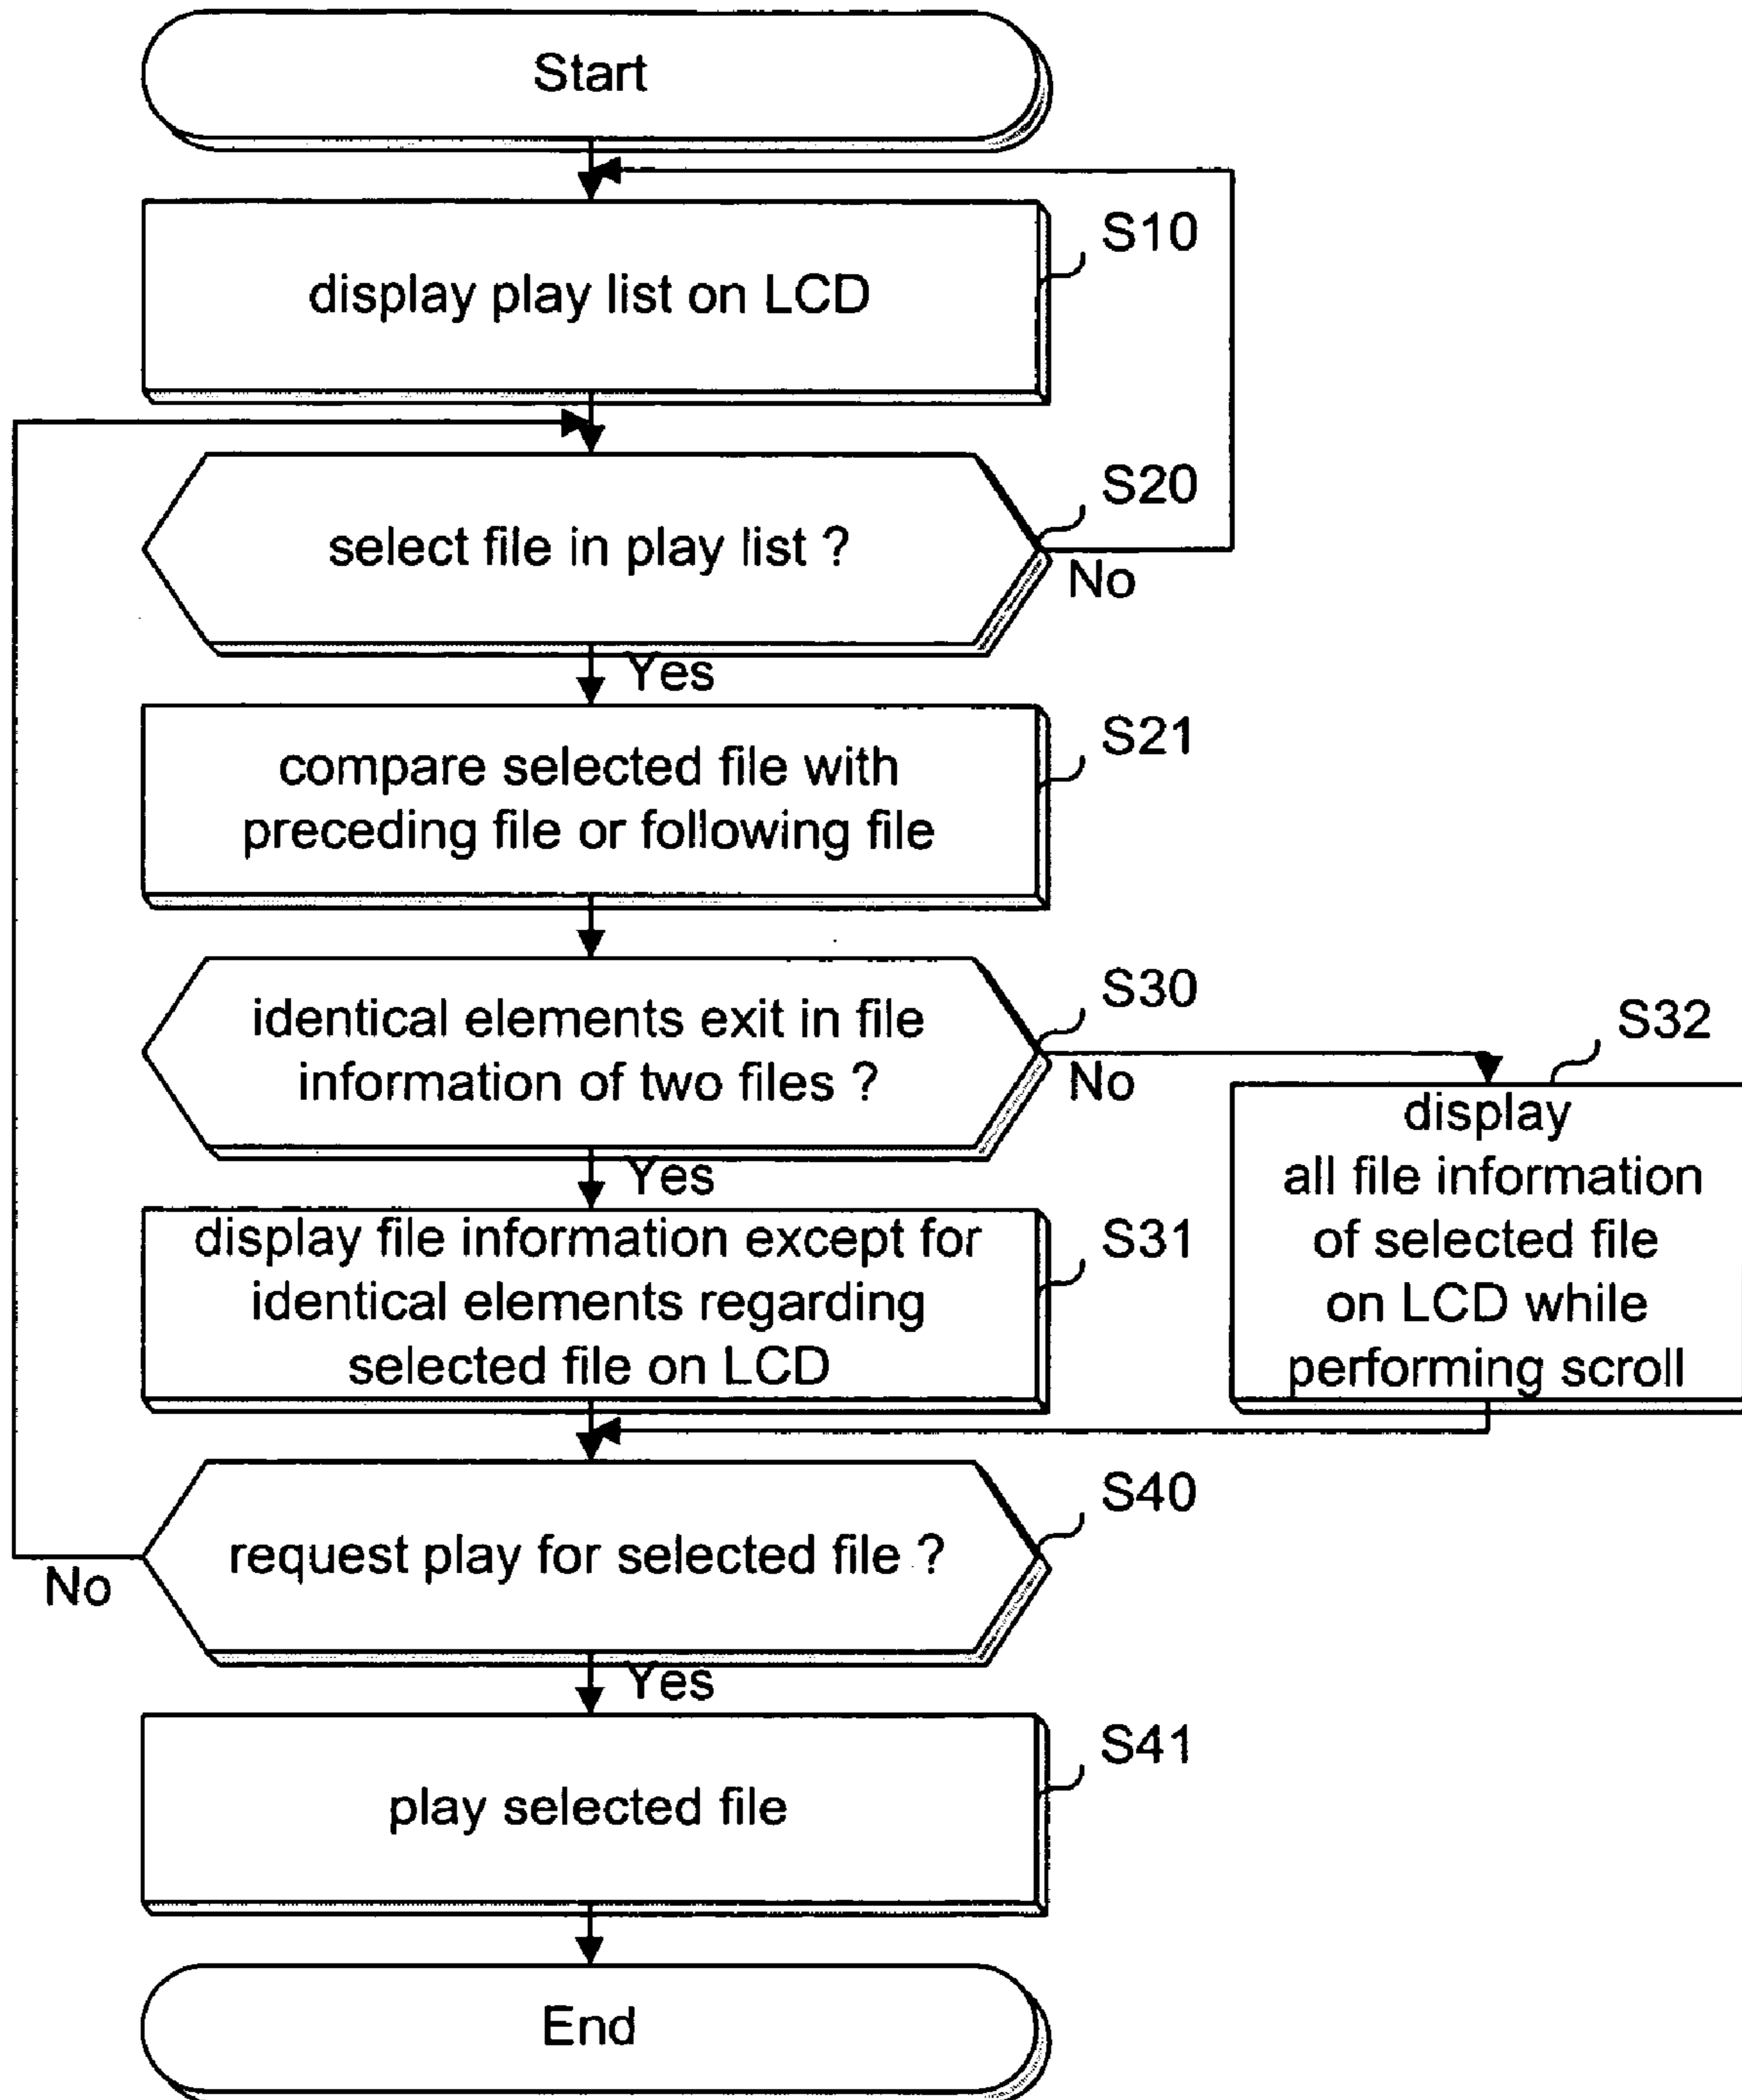 Start
S10
display play list on LCD
S20
select file in play list ?
No
Yes
S21
compare selected file with
preceding file or following file
S30
identical elements exit in file
information of two files ?
No
Yes
S32
display
all file information
of selected file
on LCD while
performing scroll
S31
display file information except for
identical elements regarding
selected file on LCD
S40
request play for selected file ?
No
Yes
S41
play selected file
End